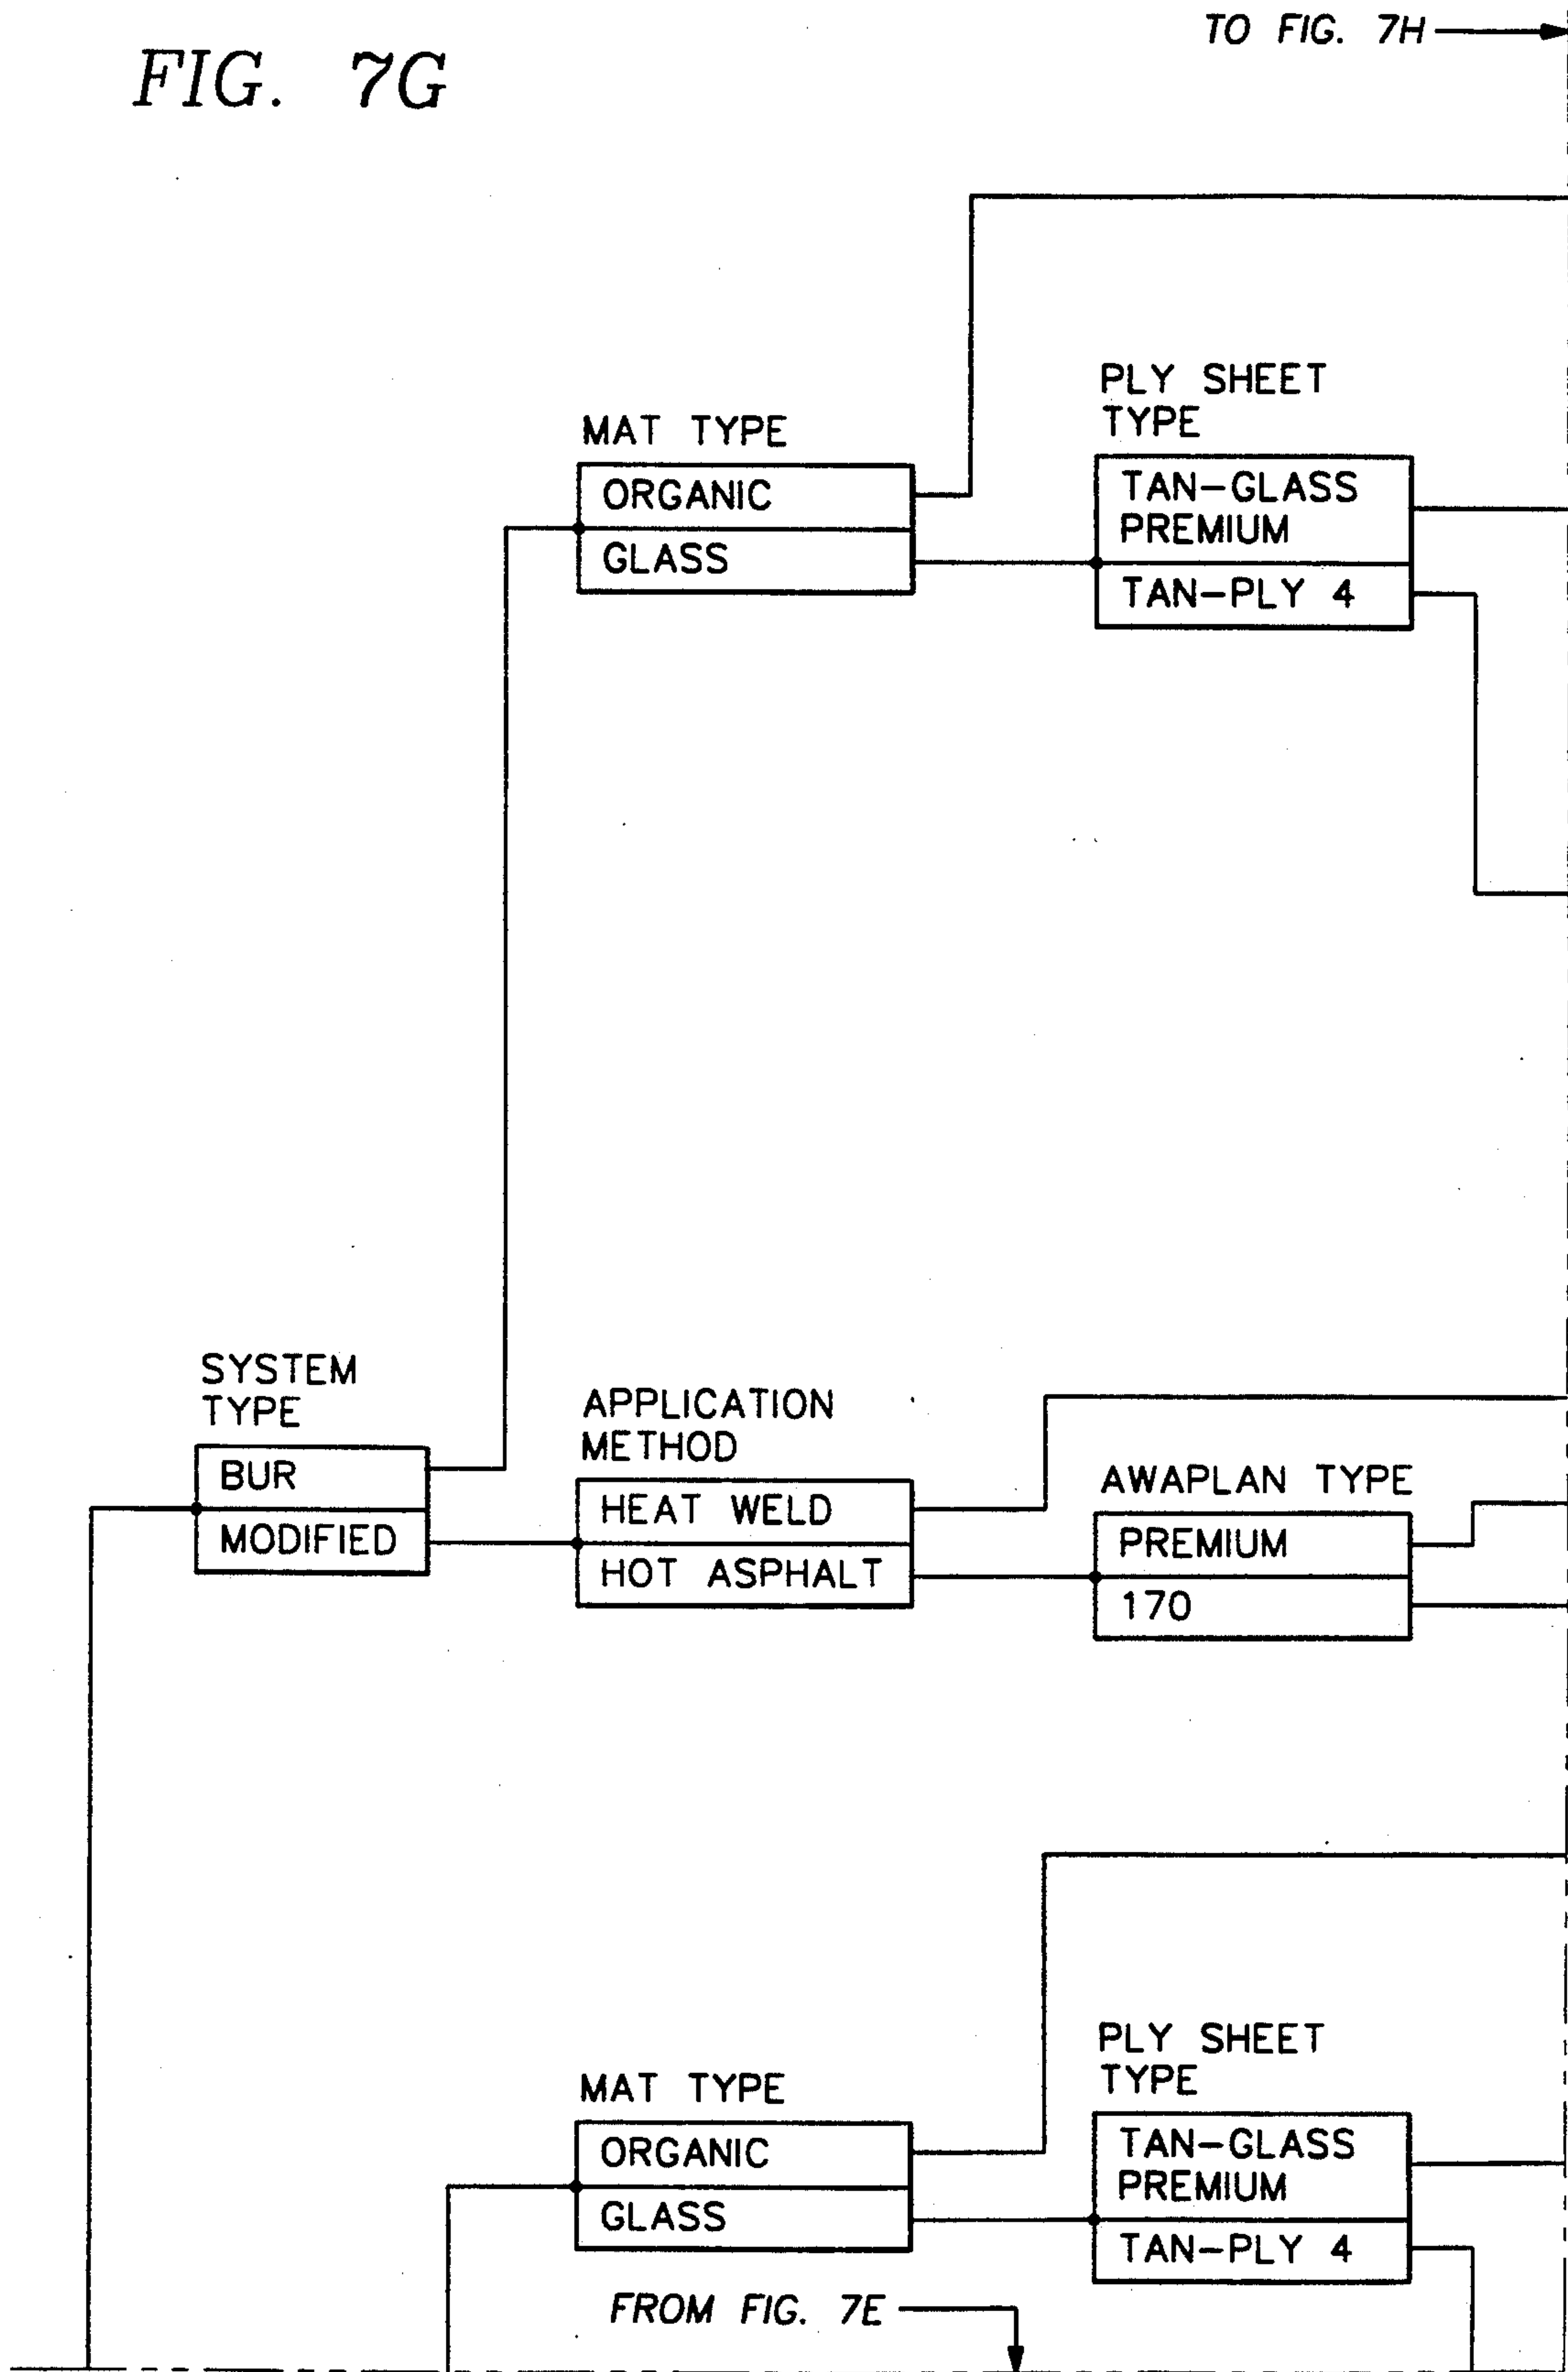 TO FIG. 7H
FIG. 7G
MAT TYPE
ORGANIC
GLASS
PLY SHEET
TYPE
TAN-GLASS
PREMIUM
TAN-PLY 4
SYSTEM
TYPE
BUR
MODIFIED
APPLICATION
METHOD
HEAT WELD
HOT ASPHALT
AWAPLAN TYPE
PREMIUM
170
MAT TYPE
ORGANIC
GLASS
PLY SHEET
TYPE
TAN-GLASS
PREMIUM
TAN-PLY 4
FROM FIG. 7E